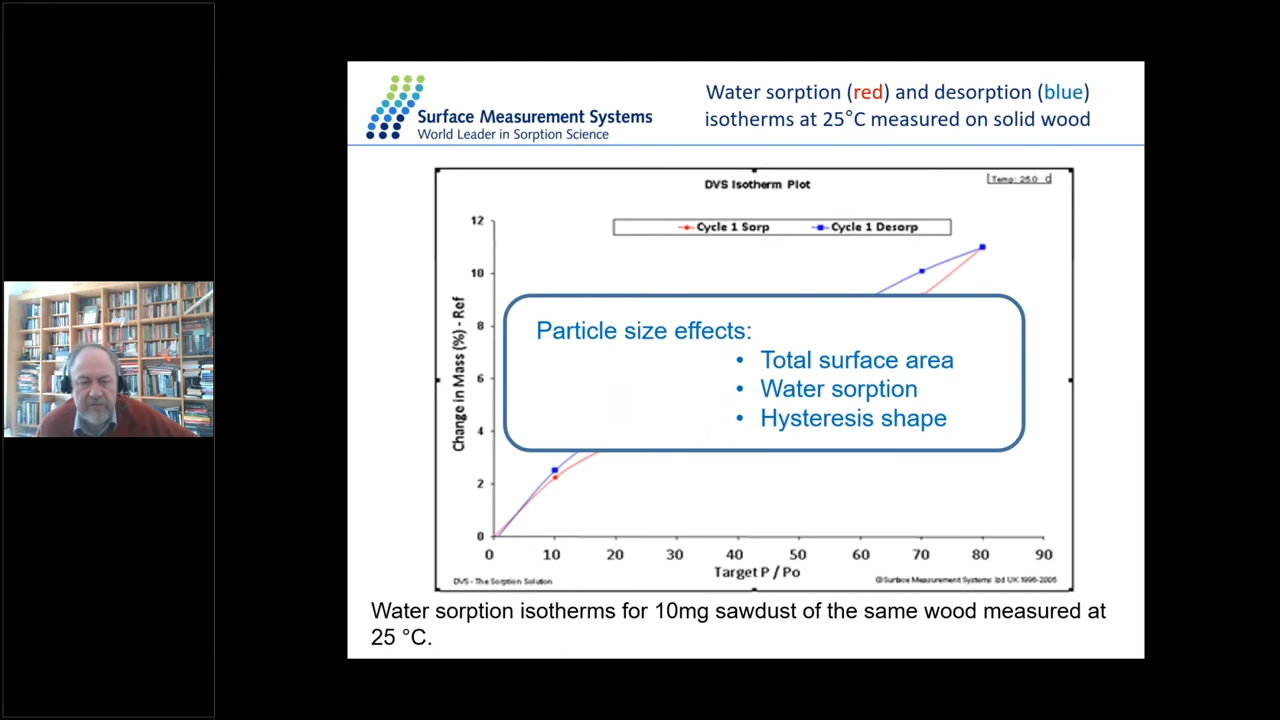 Surface Measurement Systems
World Leader in Sorption Science
Water sorption (red) and desorption (blue)
isotherms at 25°C measured on solid wood
DVS Isotherm Plot
Temp: 25.0 C
Cycle 1 Sorp
Cycle 1 Desorp
12
10
8
6
4
2
0
Change in Mass (%) - Ref
Particle size effects:
• Total surface area
• Water sorption
• Hysteresis shape
0 10 20 30 40 50 60 70 80 90
Target P / Po
DVS - The Sorption Solution
©Surface Measurement Systems Ltd UK 1996-2005
Water sorption isotherms for 10mg sawdust of the same wood measured at
25 °C.